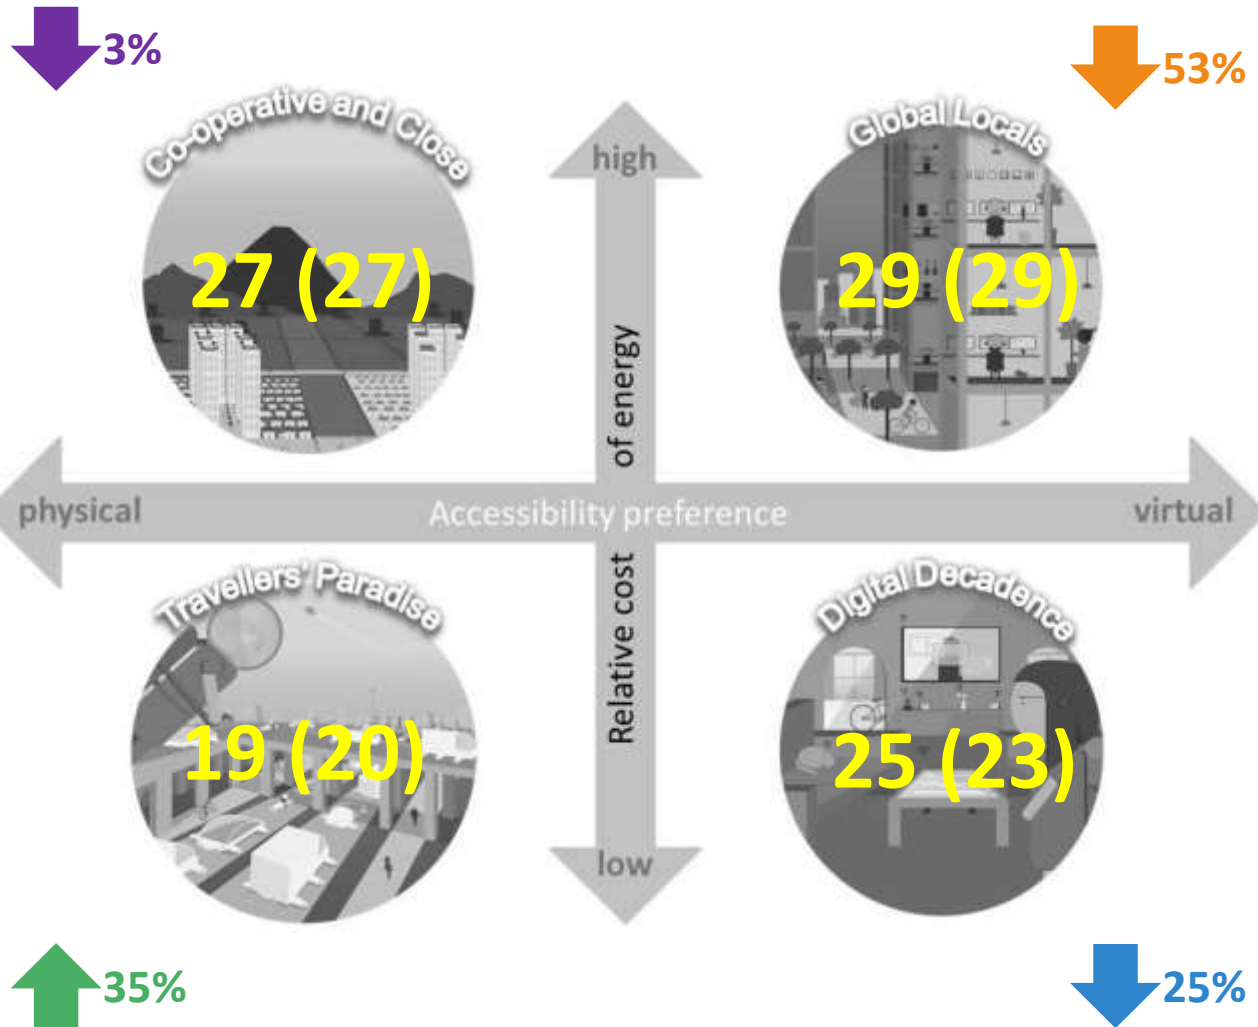 3%
53%
Co-operative and Close
Global Locals
high
27 (27)
29 (29)
of energy
physical
Accessibility preference
virtual
Travellers' Paradise
Digital Decadence
Relative cost
19 (20)
25 (23)
low
35%
25%